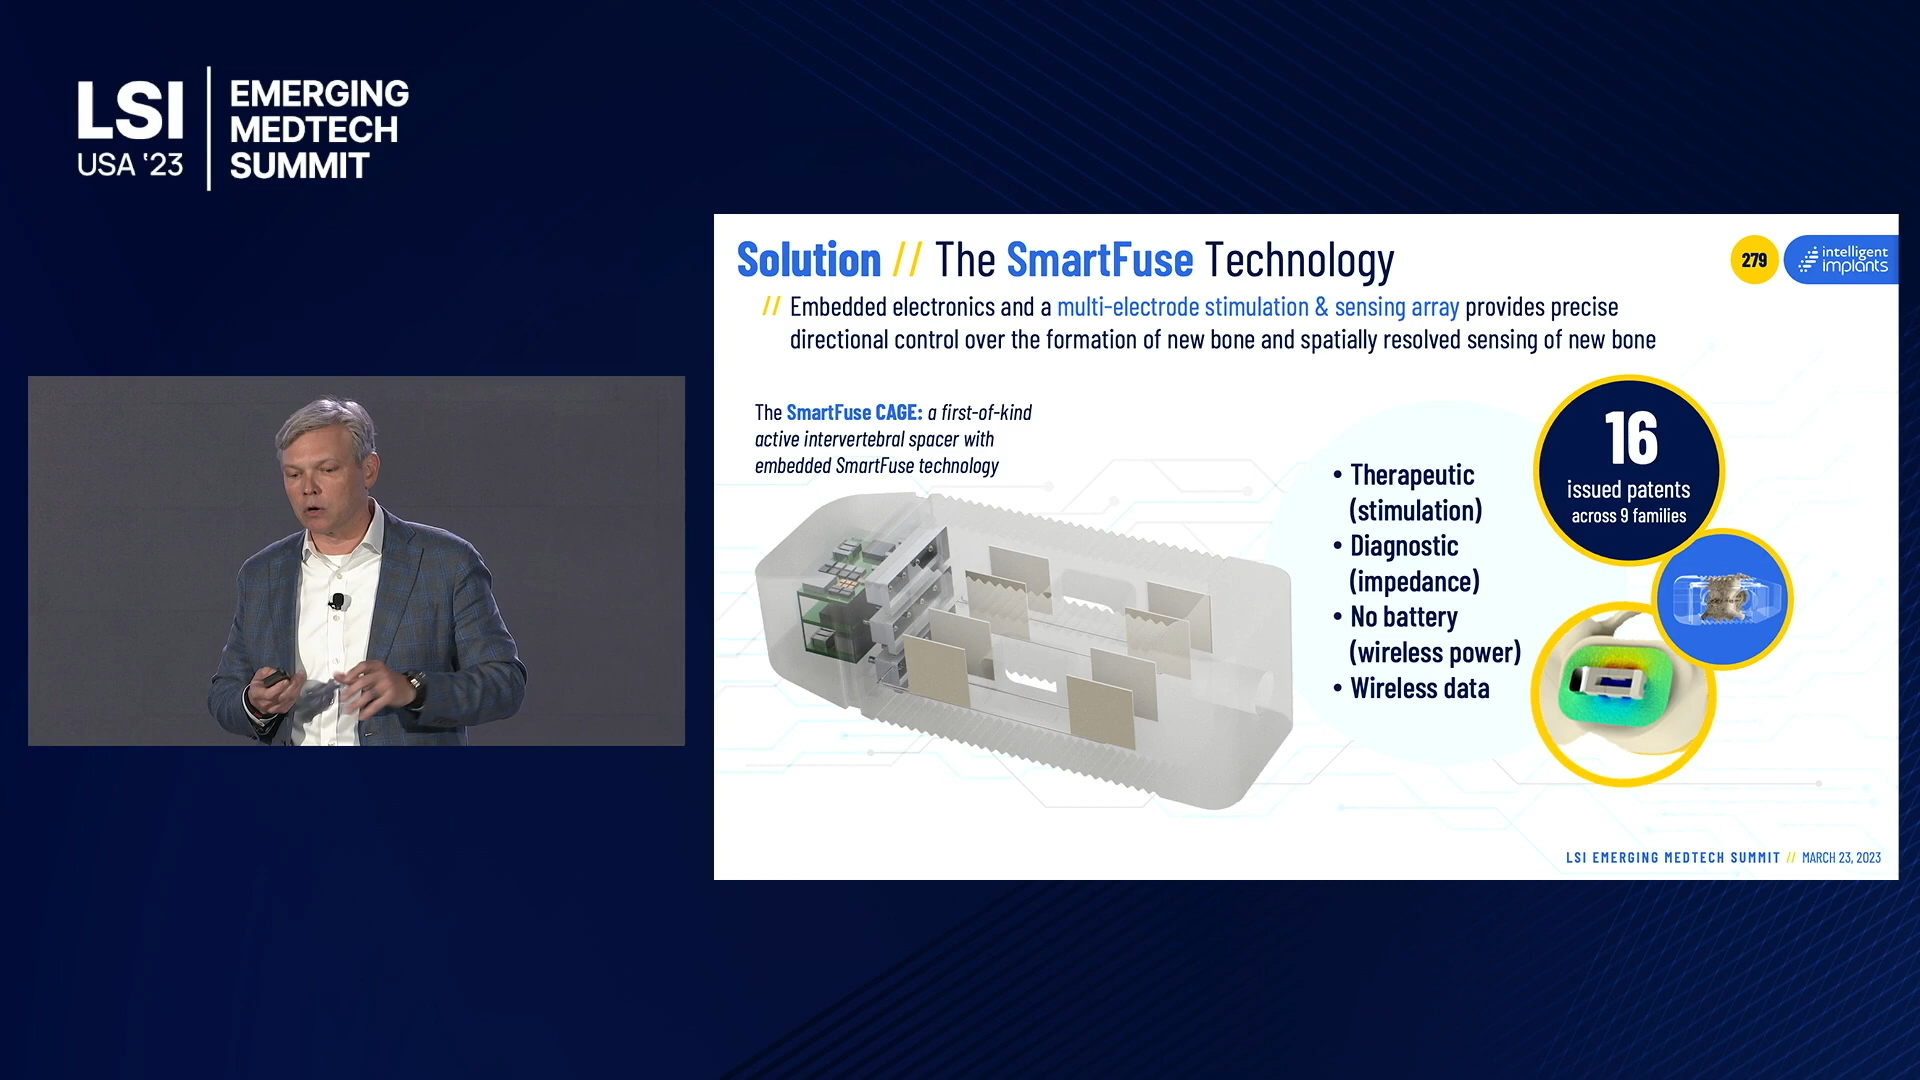 LSI
USA '23
EMERGING
MEDTECH
SUMMIT
Solution // The SmartFuse Technology
279
intelligent
implants
// Embedded electronics and a multi-electrode stimulation & sensing array provides precise
directional control over the formation of new bone and spatially resolved sensing of new bone
The SmartFuse CAGE: a first-of-kind
active intervertebral spacer with
embedded SmartFuse technology
• Therapeutic
(stimulation)
• Diagnostic
(impedance)
• No battery
(wireless power)
• Wireless data
16
issued patents
across 9 families
LSI EMERGING MEDTECH SUMMIT // MARCH 23, 2023